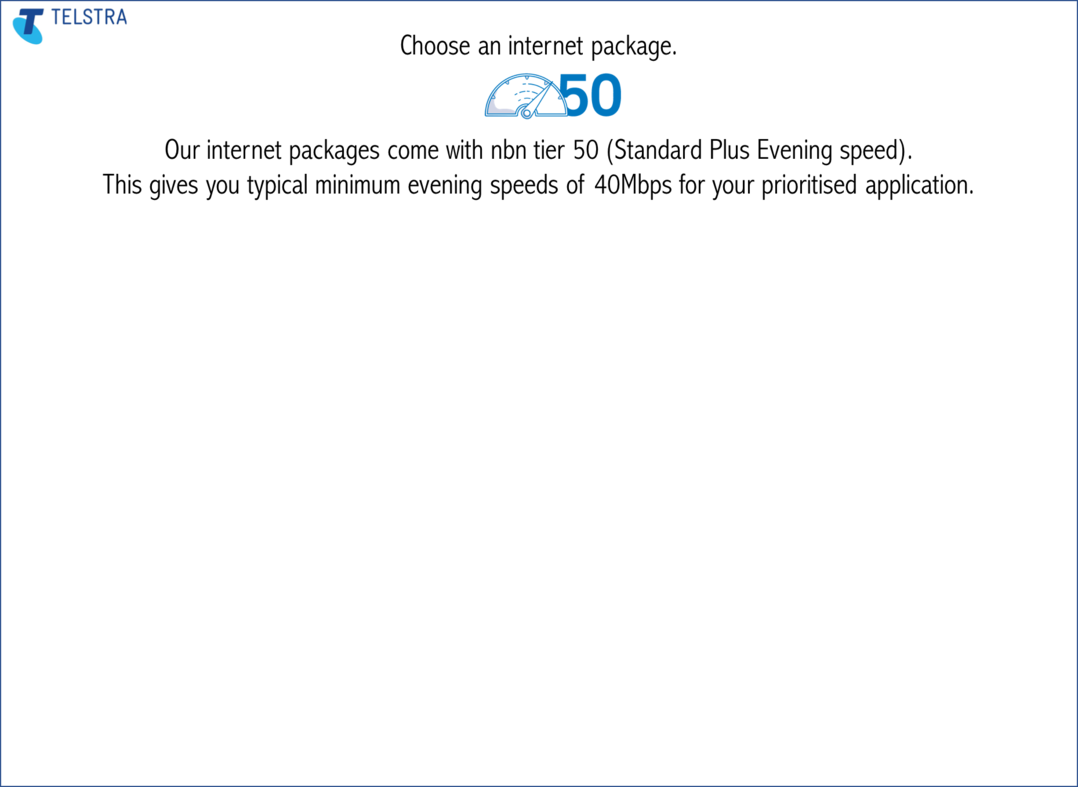 TELSTRA
Choose an internet package.
50
Our internet packages come with nbn tier 50 (Standard Plus Evening speed).
This gives you typical minimum evening speeds of 40Mbps for your prioritised application.